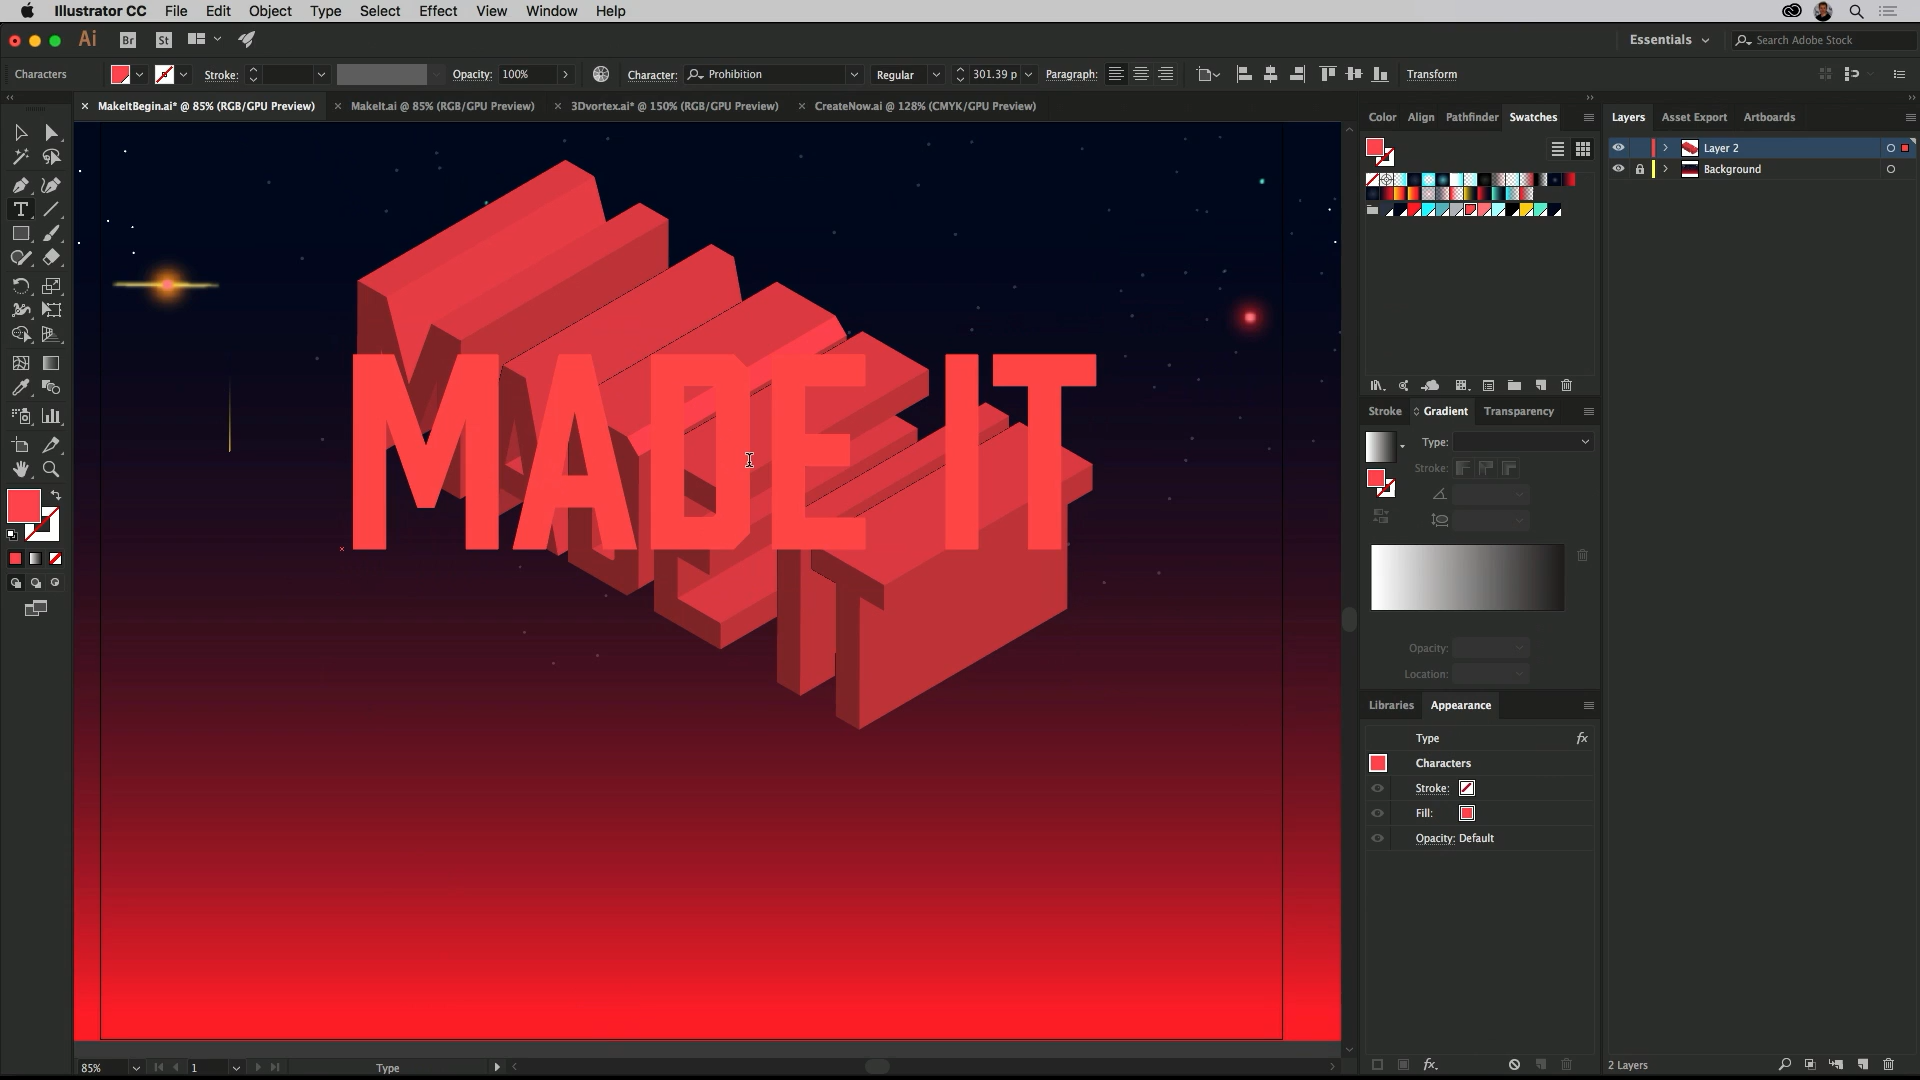 Illustrator CC File Edit Object Type Select Effect View Window Help
Ai Br St Essentials Search Adobe Stock
Characters Stroke: Opacity: 100% Character: Prohibition Regular 301.39 p Paragraph: Transform
× MakeItBegin.ai* @ 85% (RGB/GPU Preview) × MakeIt.ai @ 85% (RGB/GPU Preview) × 3Dvortex.ai* @ 150% (RGB/GPU Preview) × CreateNow.ai @ 128% (CMYK/GPU Preview)
Color Align Pathfinder Swatches
Layers Asset Export Artboards
Layer 2
Background
MADE IT
Stroke Gradient Transparency
Type:
Stroke:
Opacity:
Location:
Libraries Appearance
Type fx
Characters
Stroke:
Fill:
Opacity: Default
fx
85% 1 Type
2 Layers